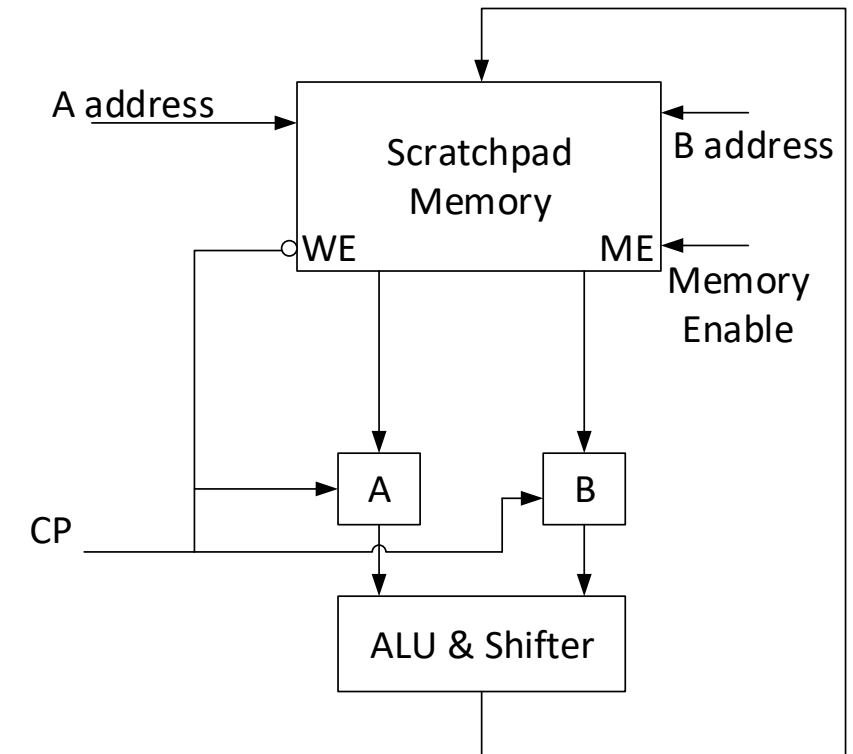 A address
Scratchpad
Memory
B address
WE
ME
Memory
Enable
A
B
CP
ALU & Shifter